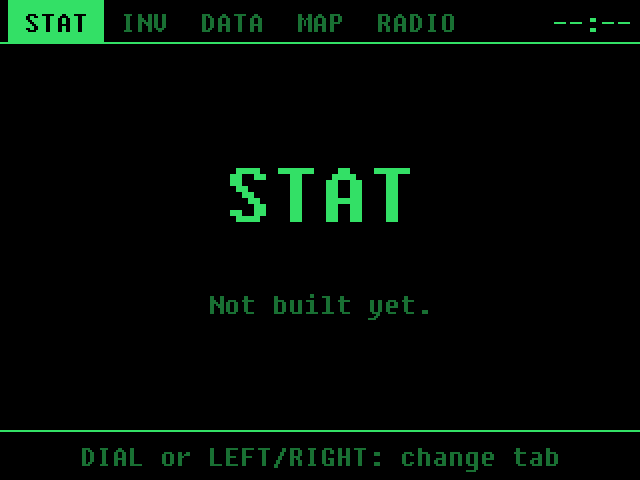 STAT INV DATA MAP RADIO --:--
STAT
Not built yet.
DIAL or LEFT/RIGHT: change tab